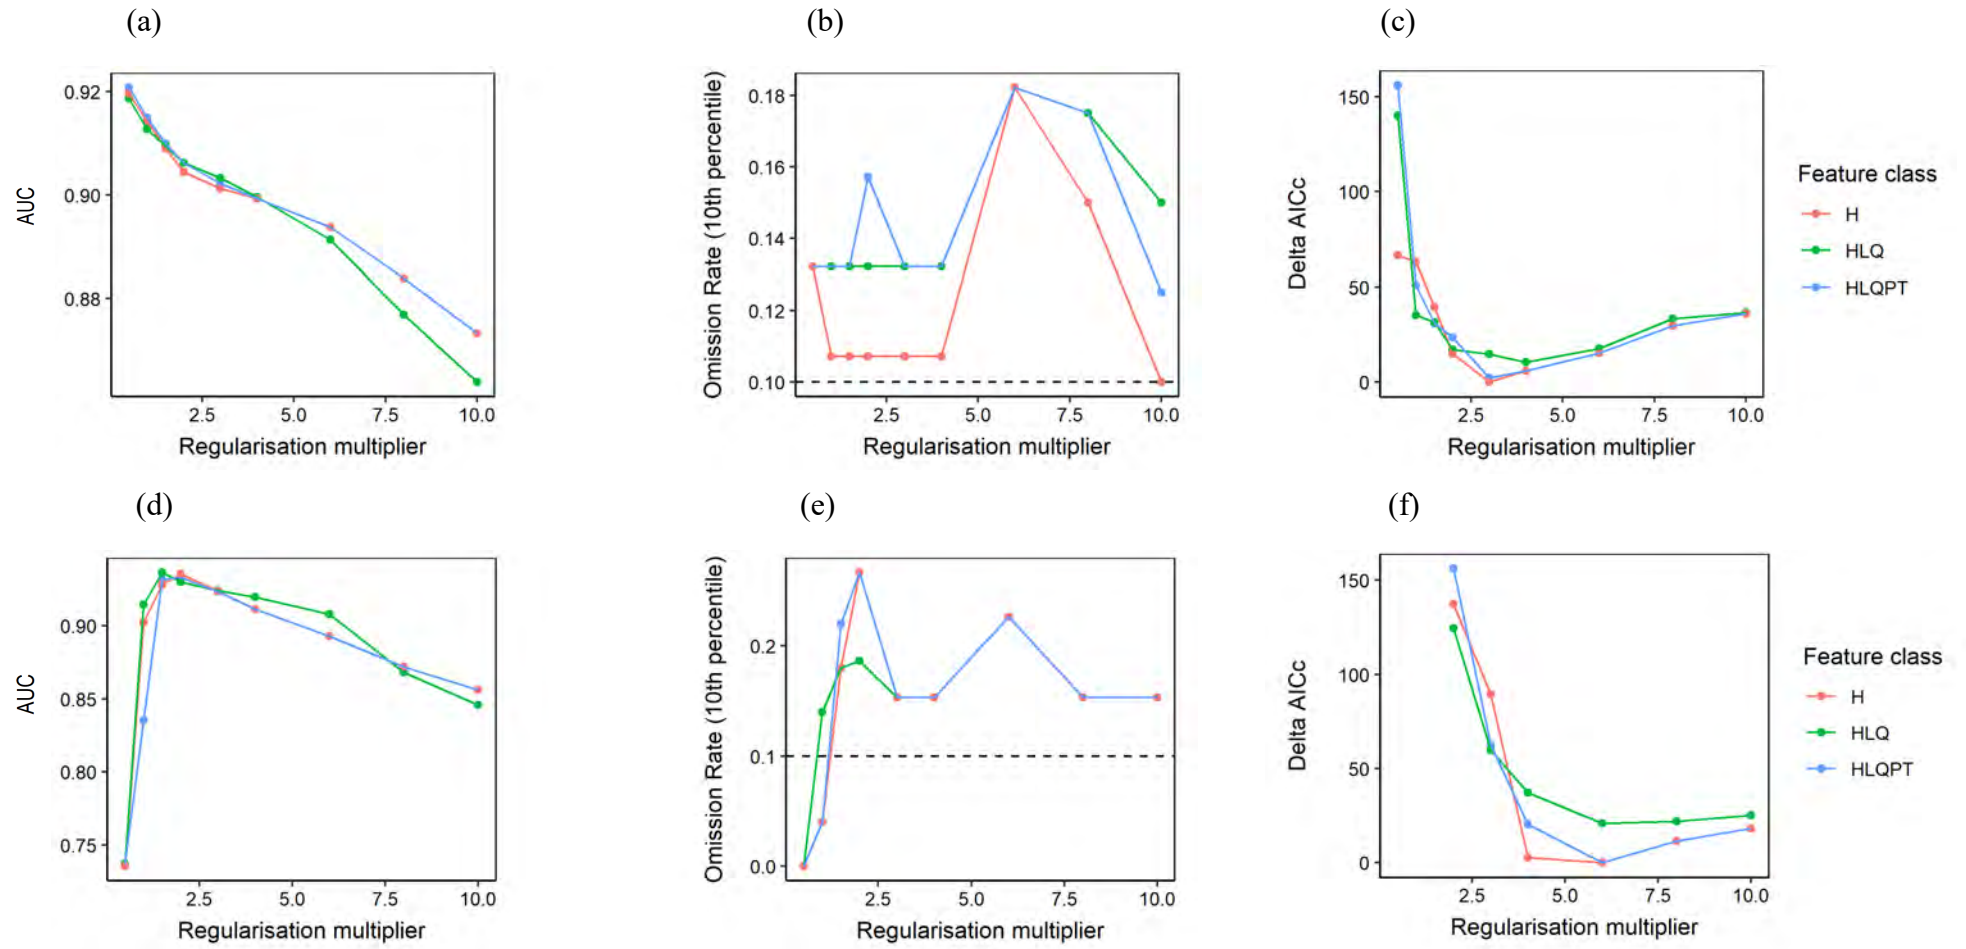 (a)
(b)
(c)
0.92
0.90
0.88
AUC
2.5 5.0 7.5 10.0
Regularisation multiplier
0.18
0.16
0.14
0.12
0.10
Omission Rate (10th percentile)
2.5 5.0 7.5 10.0
Regularisation multiplier
150
100
50
0
Delta AICc
2.5 5.0 7.5 10.0
Regularisation multiplier
Feature class
H
HLQ
HLQPT
(d)
(e)
(f)
0.90
0.85
0.80
0.75
AUC
2.5 5.0 7.5 10.0
Regularisation multiplier
0.2
0.1
0.0
Omission Rate (10th percentile)
2.5 5.0 7.5 10.0
Regularisation multiplier
150
100
50
0
Delta AICc
2.5 5.0 7.5 10.0
Regularisation multiplier
Feature class
H
HLQ
HLQPT